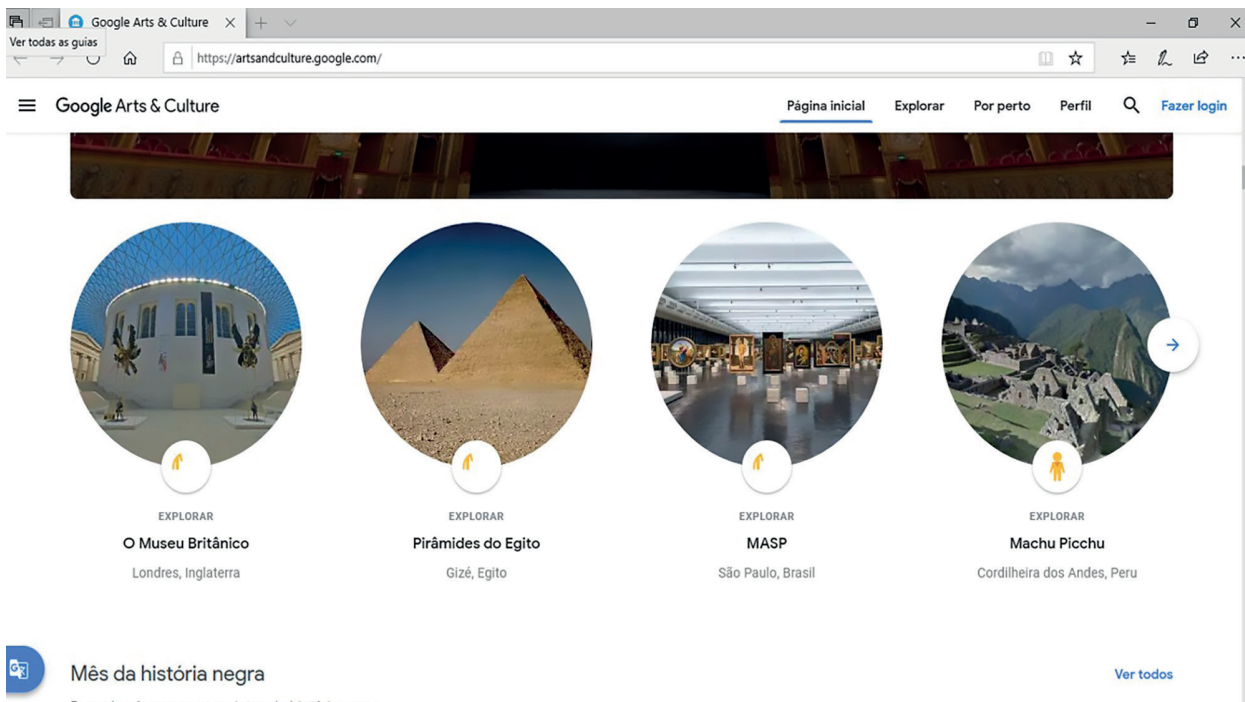 Google Arts & Culture
Ver todas as guias
https://artsandculture.google.com/
Google Arts & Culture
Página inicial
Explorar
Por perto
Perfil
Fazer login
EXPLORAR
O Museu Britânico
Londres, Inglaterra
EXPLORAR
Pirâmides do Egito
Gizé, Egito
EXPLORAR
MASP
São Paulo, Brasil
EXPLORAR
Machu Picchu
Cordilheira dos Andes, Peru
Mês da história negra
Ver todos